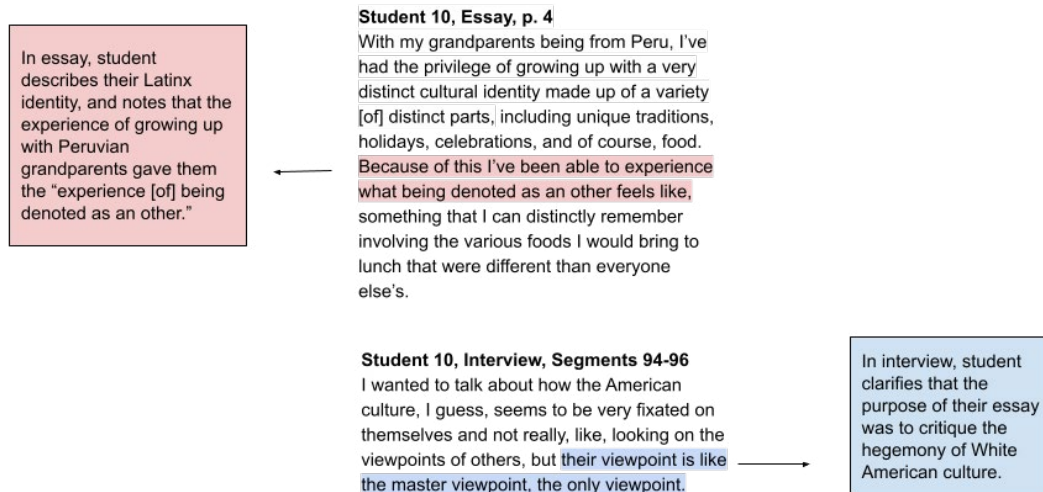 Student 10, Essay, p. 4
With my grandparents being from Peru, I've
had the privilege of growing up with a very
distinct cultural identity made up of a variety
[of] distinct parts, including unique traditions,
holidays, celebrations, and of course, food.
Because of this I've been able to experience
what being denoted as an other feels like,
something that I can distinctly remember
involving the various foods I would bring to
lunch that were different than everyone
else's.
In essay, student
describes their Latinx
identity, and notes that the
experience of growing up
with Peruvian
grandparents gave them
the "experience [of] being
denoted as an other."
Student 10, Interview, Segments 94-96
I wanted to talk about how the American
culture, I guess, seems to be very fixated on
themselves and not really, like, looking on the
viewpoints of others, but their viewpoint is like
the master viewpoint, the only viewpoint.
In interview, student
clarifies that the
purpose of their essay
was to critique the
hegemony of White
American culture.